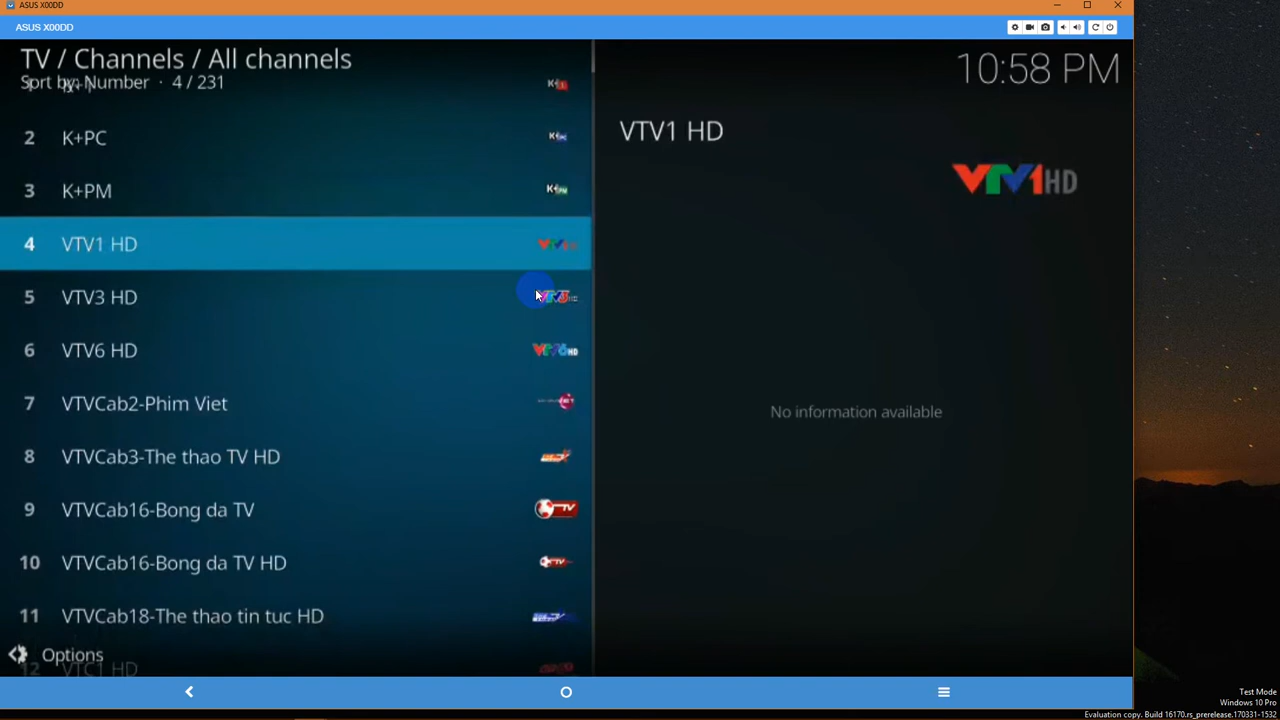 ASUS X00DD
ASUS X00DD
TV / Channels / All channels
Sort by: Number · 4 / 231
10:58 PM
1
2 K+PC
3 K+PM
4 VTV1 HD
5 VTV3 HD
6 VTV6 HD
7 VTVCab2-Phim Viet
8 VTVCab3-The thao TV HD
9 VTVCab16-Bong da TV
10 VTVCab16-Bong da TV HD
11 VTVCab18-The thao tin tuc HD
12 VTC1 HD
Options
VTV1 HD
VTV1HD
No information available
Test Mode
Windows 10 Pro
Evaluation copy. Build 16170.rs_prerelease.170331-1532